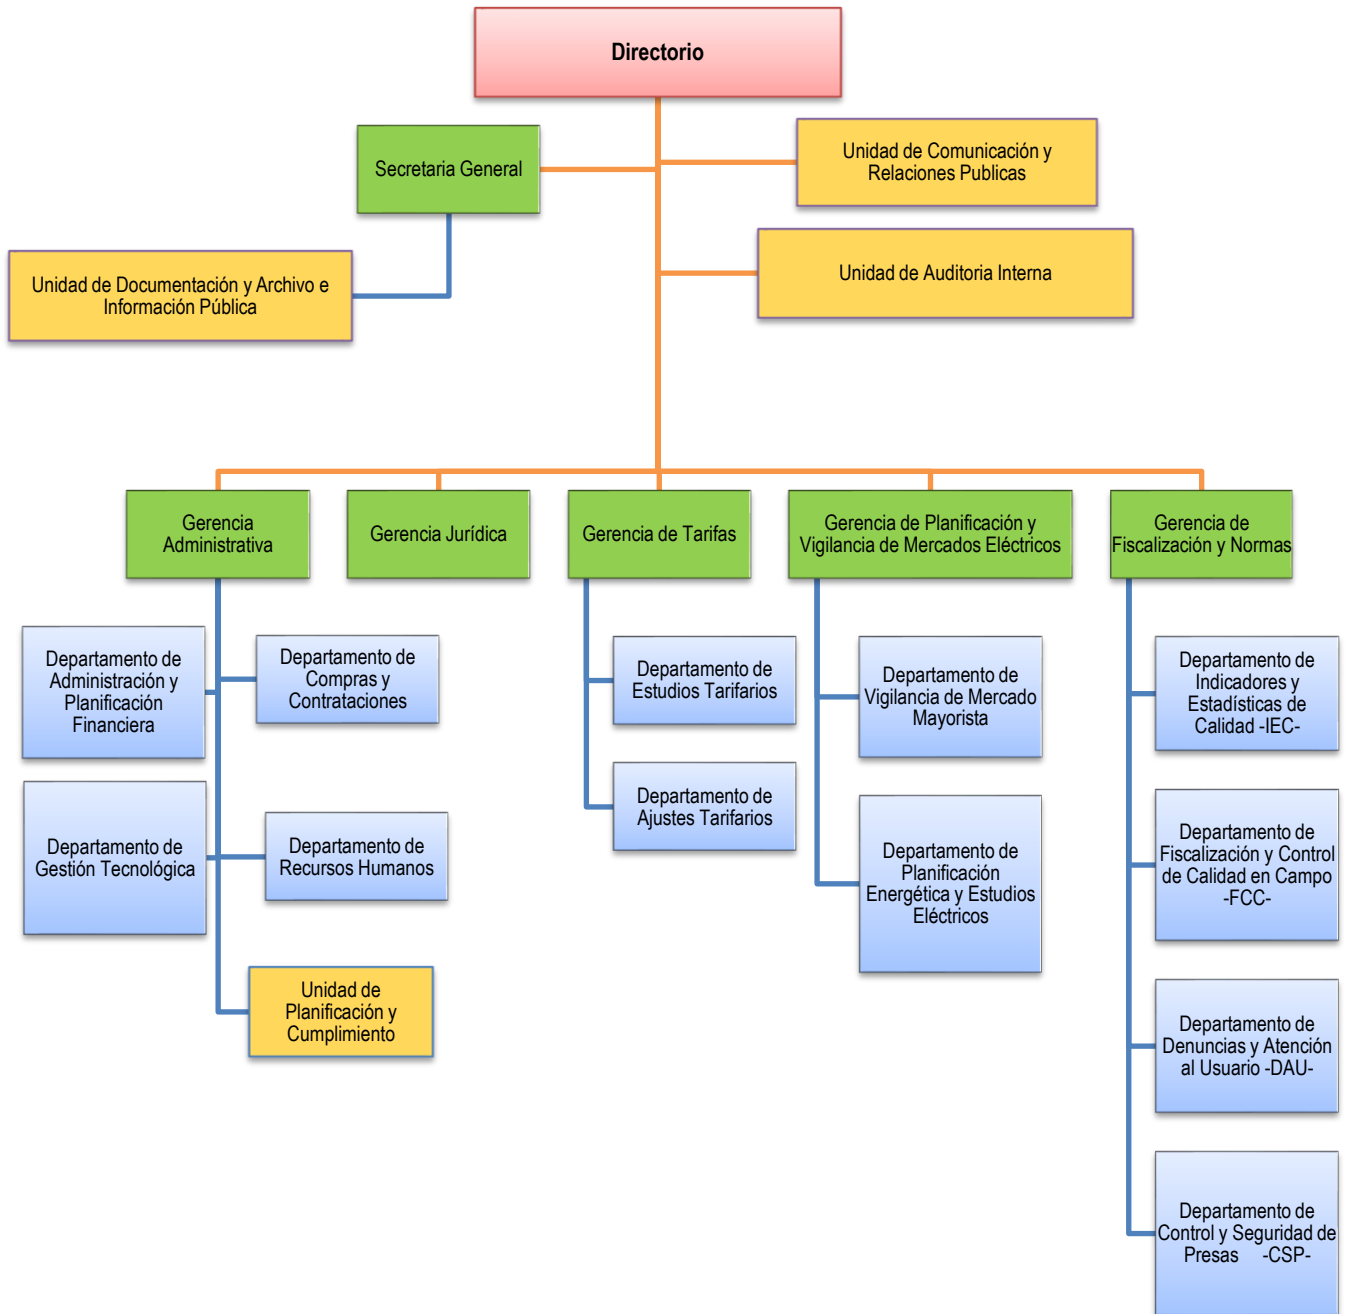 Directorio
Secretaria General
Unidad de Comunicación y
Relaciones Publicas
Unidad de Documentación y Archivo e
Información Pública
Unidad de Auditoria Interna
Gerencia
Administrativa
Gerencia Jurídica
Gerencia de Tarifas
Gerencia de Planificación y
Vigilancia de Mercados Eléctricos
Gerencia de
Fiscalización y Normas
Departamento de
Administración y
Planificación
Financiera
Departamento de
Compras y
Contrataciones
Departamento de
Gestión Tecnológica
Departamento de
Recursos Humanos
Unidad de
Planificación y
Cumplimiento
Departamento de
Estudios Tarifarios
Departamento de
Ajustes Tarifarios
Departamento de
Vigilancia de Mercado
Mayorista
Departamento de
Planificación
Energética y Estudios
Eléctricos
Departamento de
Indicadores y
Estadísticas de
Calidad -IEC-
Departamento de
Fiscalización y Control
de Calidad en Campo
-FCC-
Departamento de
Denuncias y Atención
al Usuario -DAU-
Departamento de
Control y Seguridad de
Presas -CSP-